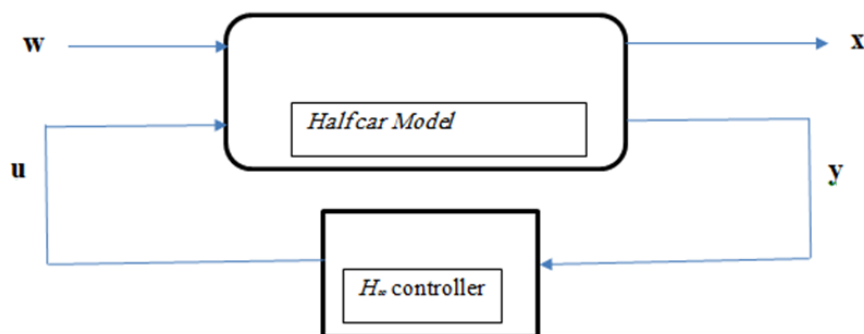 w
x
Halfcar Model
u
y
H∞ controller